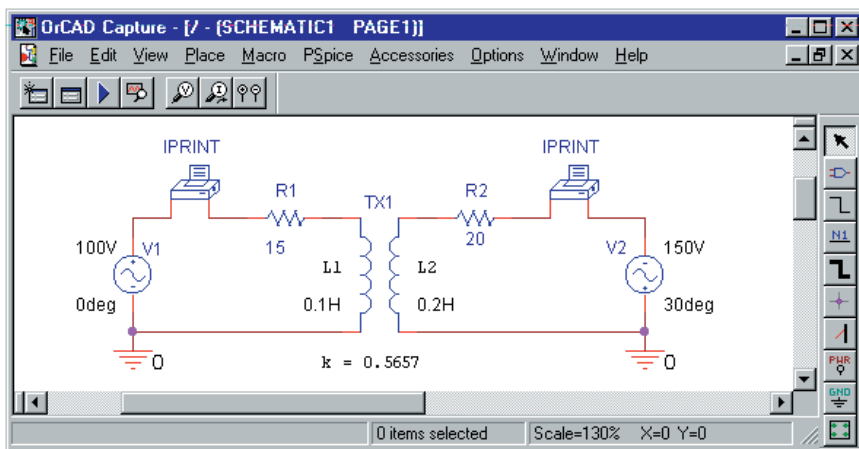 OrCAD Capture - [/ - (SCHEMATIC1 PAGE1)]
File Edit View Place Macro PSpice Accessories Options Window Help
IPRINT IPRINT
R1 TX1 R2
100V V1 15 20 V2 150V
L1 L2
0deg 0.1H 0.2H 30deg
0 k = 0.5657 0
0 items selected Scale=130% X=0 Y=0
V I
N1
PWR
GND